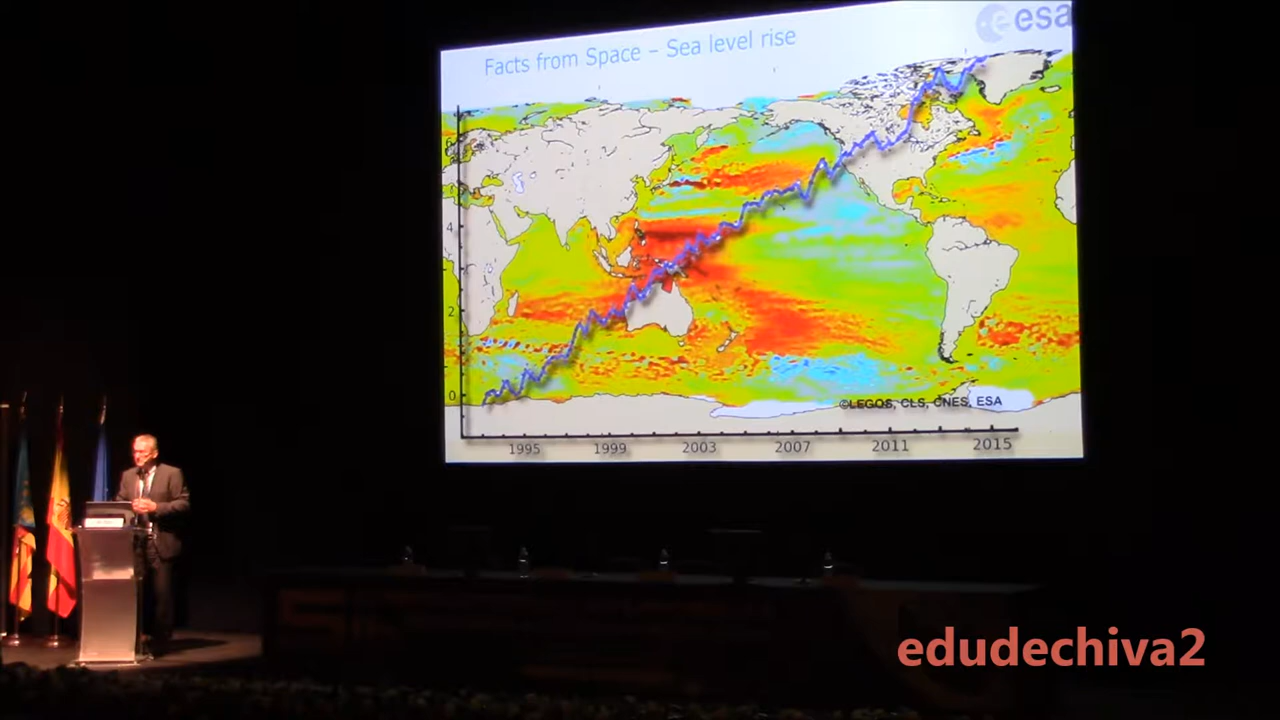 esa
Facts from Space – Sea level rise
4
2
0
©LEGOS, CLS, CNES, ESA
1995 1999 2003 2007 2011 2015
edudechiva2